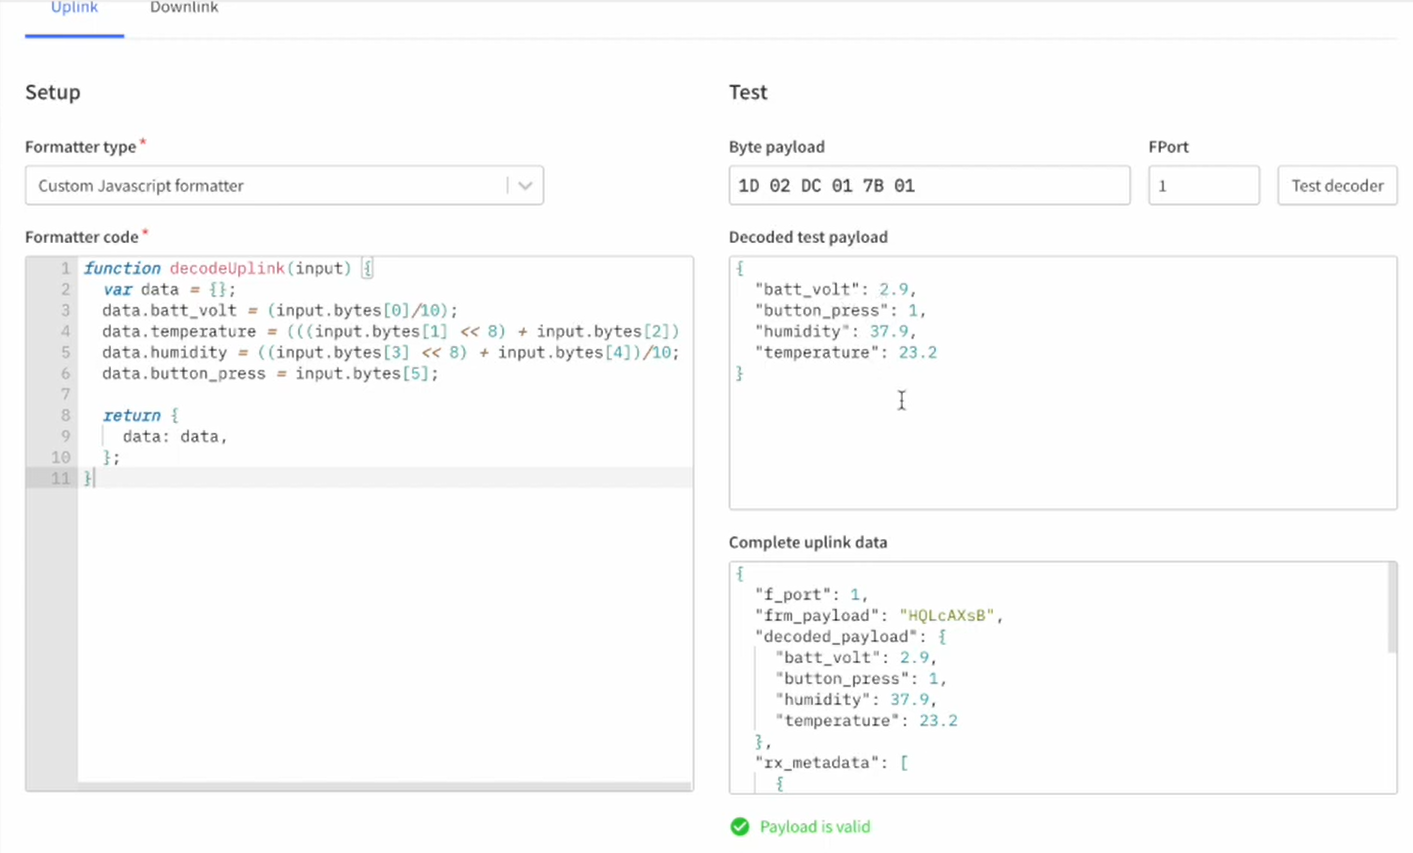 Uplink
Downlink
Setup
Formatter type *
Custom Javascript formatter
Formatter code *
1 function decodeUplink(input) {
2 var data = {};
3 data.batt_volt = (input.bytes[0]/10);
4 data.temperature = (((input.bytes[1] << 8) + input.bytes[2])
5 data.humidity = ((input.bytes[3] << 8) + input.bytes[4])/10;
6 data.button_press = input.bytes[5];
7
8 return {
9 data: data,
10 };
11 }
Test
Byte payload
1D 02 DC 01 7B 01
FPort
1
Test decoder
Decoded test payload
{
"batt_volt": 2.9,
"button_press": 1,
"humidity": 37.9,
"temperature": 23.2
}
Complete uplink data
{
"f_port": 1,
"frm_payload": "HQLcAXsB",
"decoded_payload": {
"batt_volt": 2.9,
"button_press": 1,
"humidity": 37.9,
"temperature": 23.2
},
"rx_metadata": [
{
Payload is valid